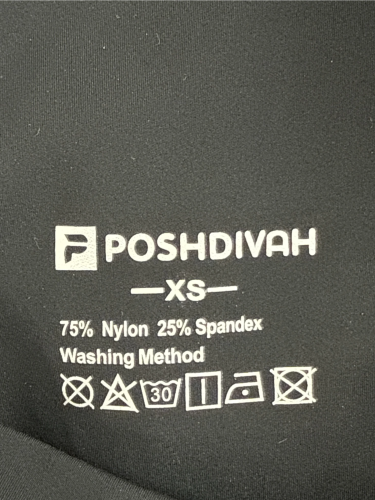 POSHDIVAH
—XS—
75% Nylon 25% Spandex
Washing Method
30